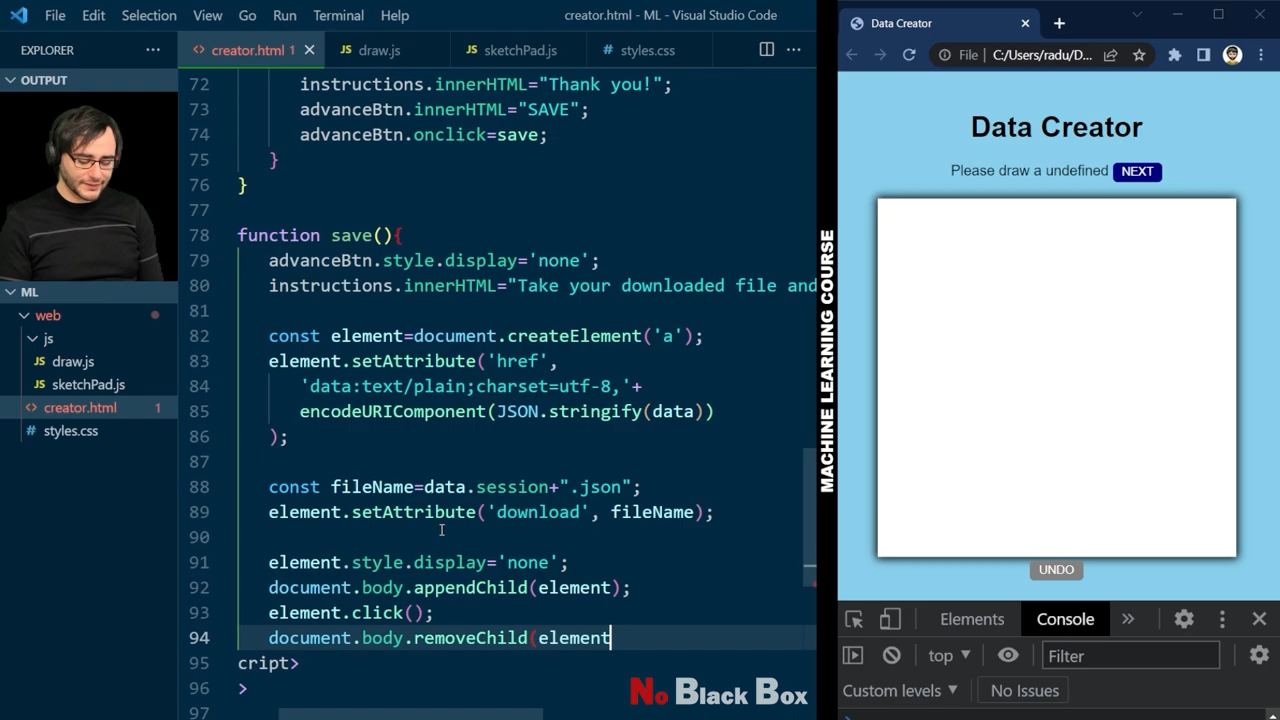 File Edit Selection View Go Run Terminal Help creator.html - ML - Visual Studio Code
EXPLORER
OUTPUT
ML
web
js
JS draw.js
JS sketchPad.js
<> creator.html 1
# styles.css
<> creator.html 1 JS draw.js JS sketchPad.js # styles.css
72 instructions.innerHTML="Thank you!";
73 advanceBtn.innerHTML="SAVE";
74 advanceBtn.onclick=save;
75 }
76 }
77
78 function save(){
79 advanceBtn.style.display='none';
80 instructions.innerHTML="Take your downloaded file and
81
82 const element=document.createElement('a');
83 element.setAttribute('href',
84 'data:text/plain;charset=utf-8,'+
85 encodeURIComponent(JSON.stringify(data))
86 );
87
88 const fileName=data.session+".json";
89 element.setAttribute('download', fileName);
90
91 element.style.display='none';
92 document.body.appendChild(element);
93 element.click();
94 document.body.removeChild(element
95 cript>
96 >
97
No Black Box
MACHINE LEARNING COURSE
Data Creator
File C:/Users/radu/D...
Data Creator
Please draw a undefined NEXT
UNDO
Elements Console
top Filter
Custom levels No Issues